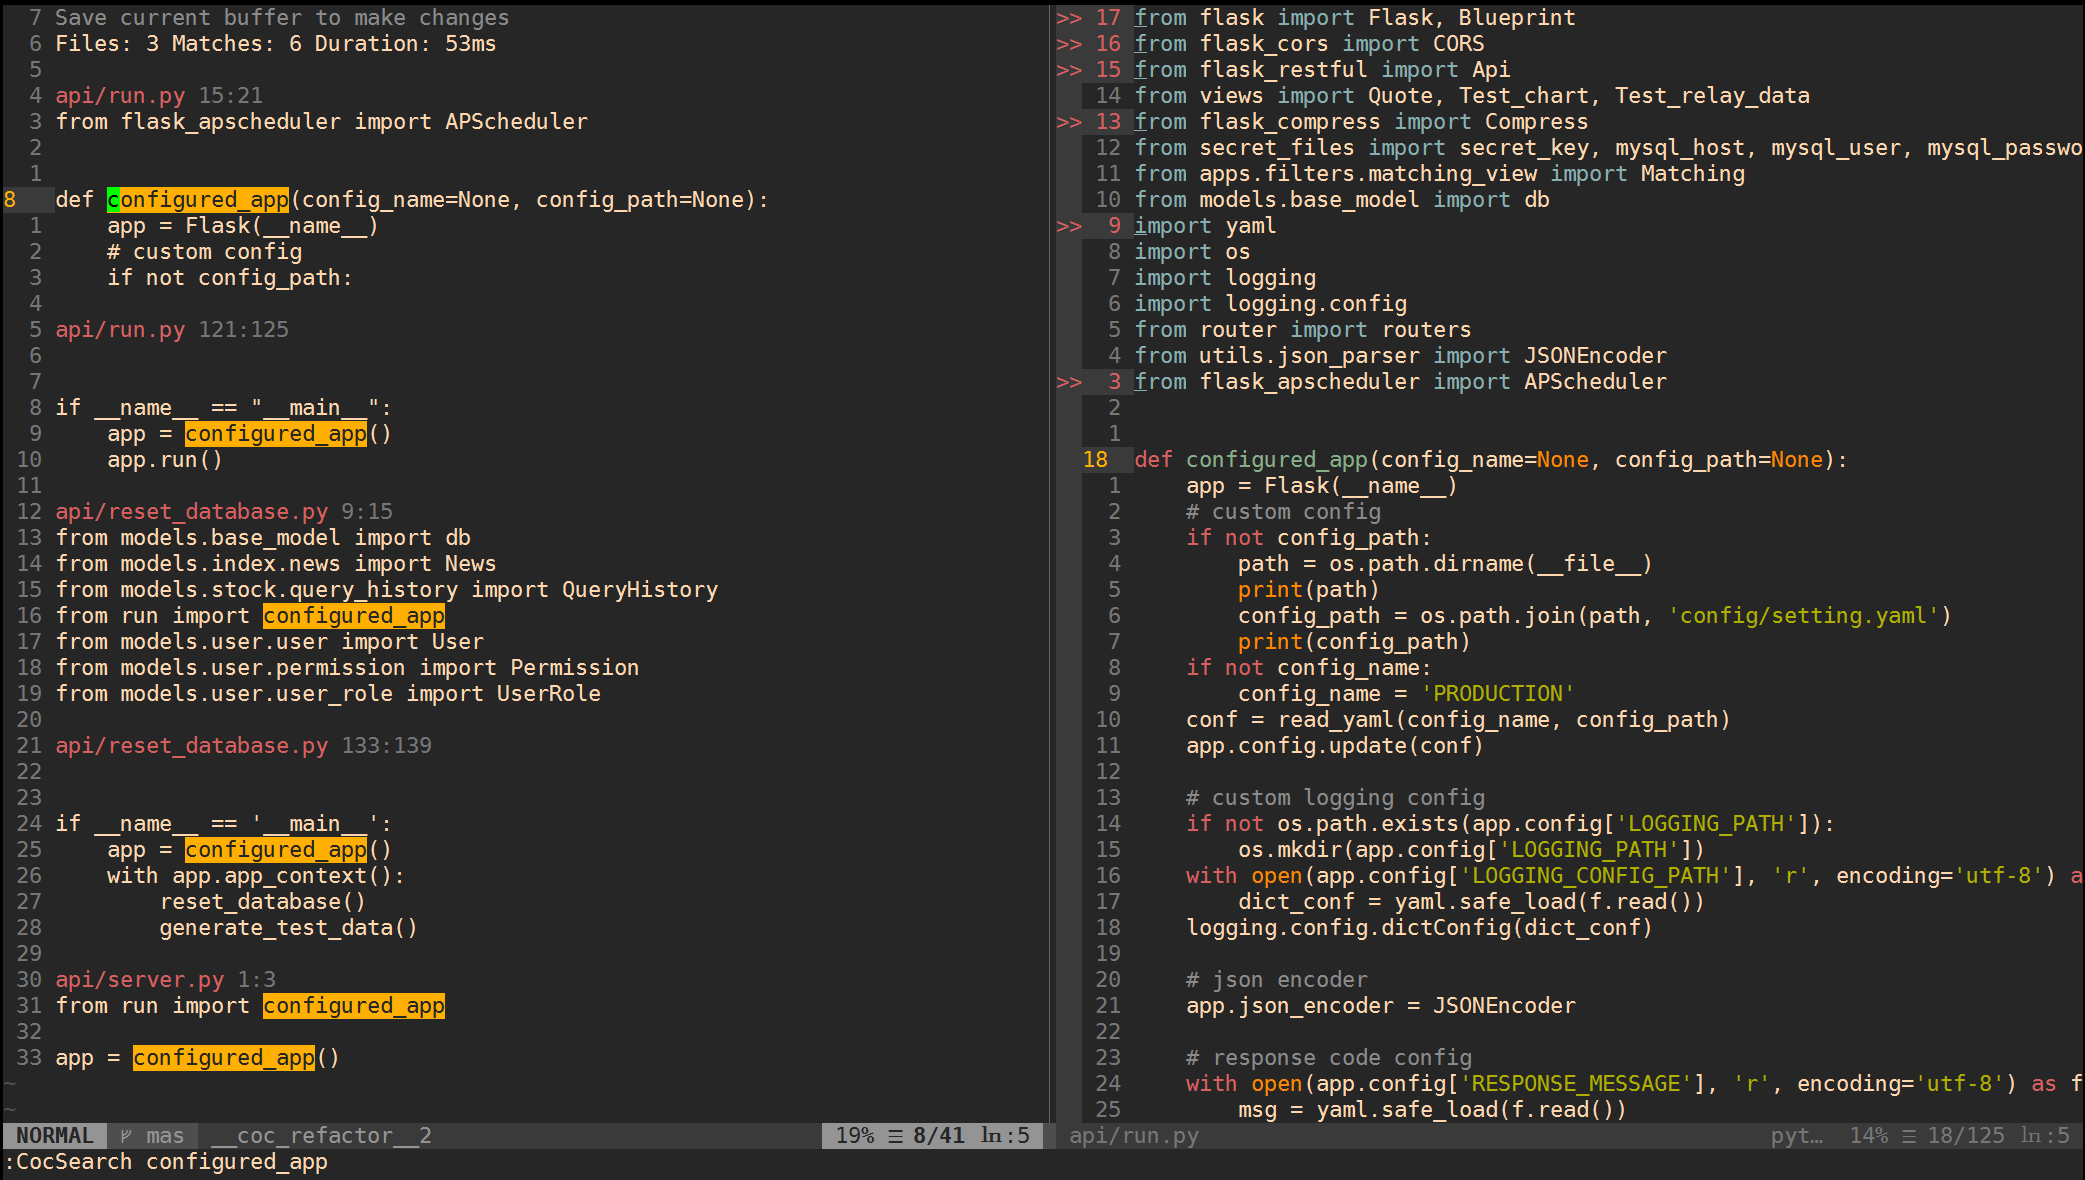 7 Save current buffer to make changes
6 Files: 3 Matches: 6 Duration: 53ms
5
4 api/run.py 15:21
3 from flask_apscheduler import APScheduler
2
1
8 def configured_app(config_name=None, config_path=None):
1     app = Flask(__name__)
2     # custom config
3     if not config_path:
4
5 api/run.py 121:125
6
7
8 if __name__ == "__main__":
9     app = configured_app()
10     app.run()
11
12 api/reset_database.py 9:15
13 from models.base_model import db
14 from models.index.news import News
15 from models.stock.query_history import QueryHistory
16 from run import configured_app
17 from models.user.user import User
18 from models.user.permission import Permission
19 from models.user.user_role import UserRole
20
21 api/reset_database.py 133:139
22
23
24 if __name__ == '__main__':
25     app = configured_app()
26     with app.app_context():
27         reset_database()
28         generate_test_data()
29
30 api/server.py 1:3
31 from run import configured_app
32
33 app = configured_app()
~
~
NORMAL mas __coc_refactor__2 19% ☰ 8/41 ln:5
:CocSearch configured_app
>> 17 from flask import Flask, Blueprint
>> 16 from flask_cors import CORS
>> 15 from flask_restful import Api
14 from views import Quote, Test_chart, Test_relay_data
>> 13 from flask_compress import Compress
12 from secret_files import secret_key, mysql_host, mysql_user, mysql_passwo
11 from apps.filters.matching_view import Matching
10 from models.base_model import db
>> 9 import yaml
8 import os
7 import logging
6 import logging.config
5 from router import routers
4 from utils.json_parser import JSONEncoder
>> 3 from flask_apscheduler import APScheduler
2
1
18 def configured_app(config_name=None, config_path=None):
1     app = Flask(__name__)
2     # custom config
3     if not config_path:
4         path = os.path.dirname(__file__)
5         print(path)
6         config_path = os.path.join(path, 'config/setting.yaml')
7         print(config_path)
8     if not config_name:
9         config_name = 'PRODUCTION'
10     conf = read_yaml(config_name, config_path)
11     app.config.update(conf)
12
13     # custom logging config
14     if not os.path.exists(app.config['LOGGING_PATH']):
15         os.mkdir(app.config['LOGGING_PATH'])
16     with open(app.config['LOGGING_CONFIG_PATH'], 'r', encoding='utf-8') a
17         dict_conf = yaml.safe_load(f.read())
18     logging.config.dictConfig(dict_conf)
19
20     # json encoder
21     app.json_encoder = JSONEncoder
22
23     # response code config
24     with open(app.config['RESPONSE_MESSAGE'], 'r', encoding='utf-8') as f
25         msg = yaml.safe_load(f.read())
api/run.py pyt… 14% ☰ 18/125 ln:5